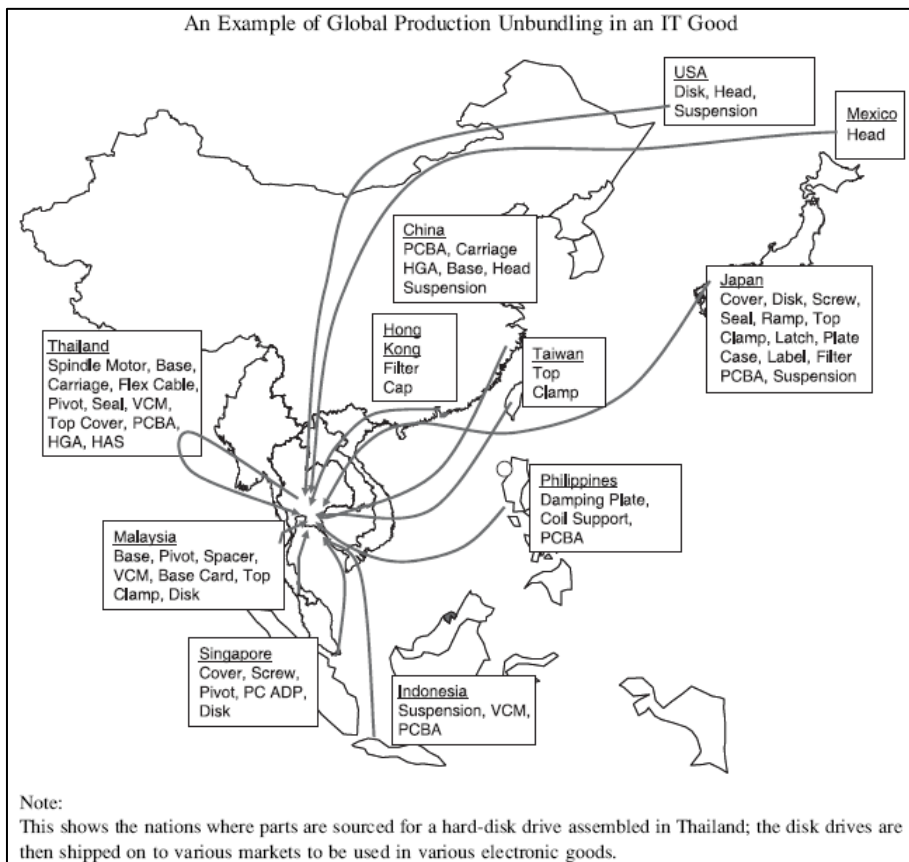 An Example of Global Production Unbundling in an IT Good
USA
Disk, Head,
Suspension
Mexico
Head
China
PCBA, Carriage
HGA, Base, Head
Suspension
Japan
Cover, Disk, Screw,
Seal, Ramp, Top
Clamp, Latch, Plate
Case, Label, Filter
PCBA, Suspension
Hong
Kong
Filter
Cap
Taiwan
Top
Clamp
Thailand
Spindle Motor, Base,
Carriage, Flex Cable,
Pivot, Seal, VCM,
Top Cover, PCBA,
HGA, HAS
Philippines
Damping Plate,
Coil Support,
PCBA
Malaysia
Base, Pivot, Spacer,
VCM, Base Card, Top
Clamp, Disk
Singapore
Cover, Screw,
Pivot, PC ADP,
Disk
Indonesia
Suspension, VCM,
PCBA
Note:
This shows the nations where parts are sourced for a hard-disk drive assembled in Thailand; the disk drives are
then shipped on to various markets to be used in various electronic goods.